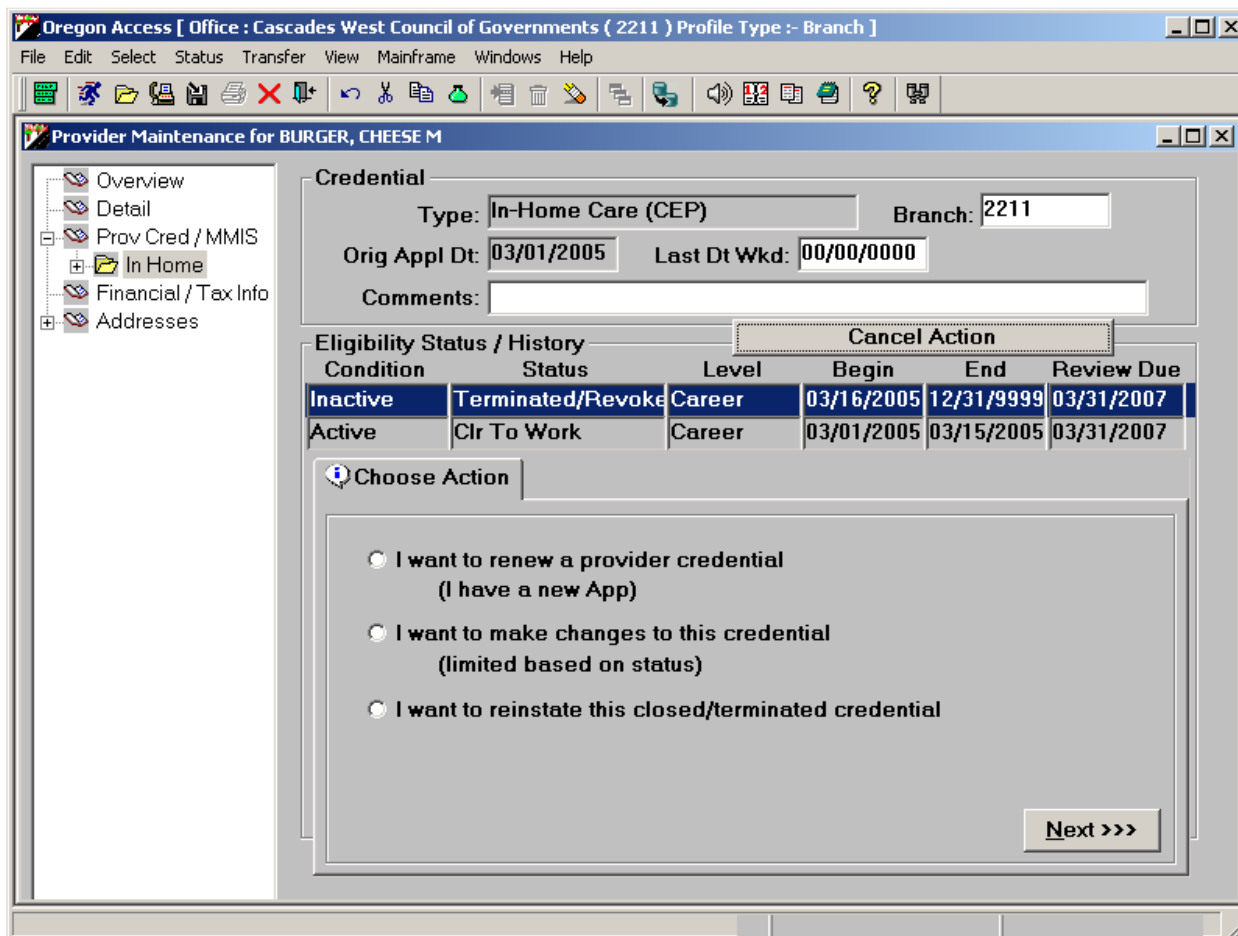 Oregon Access [ Office : Cascades West Council of Governments ( 2211 ) Profile Type :- Branch ]
File Edit Select Status Transfer View Mainframe Windows Help
Provider Maintenance for BURGER, CHEESE M
Overview
Detail
Prov Cred / MMIS
In Home
Financial / Tax Info
Addresses
Credential
Type: In-Home Care (CEP) Branch: 2211
Orig Appl Dt: 03/01/2005 Last Dt Wkd: 00/00/0000
Comments:
Cancel Action
Eligibility Status / History
Condition Status Level Begin End Review Due
Inactive Terminated/Revoke Career 03/16/2005 12/31/9999 03/31/2007
Active Clr To Work Career 03/01/2005 03/15/2005 03/31/2007
Choose Action
I want to renew a provider credential
(I have a new App)
I want to make changes to this credential
(limited based on status)
I want to reinstate this closed/terminated credential
Next >>>